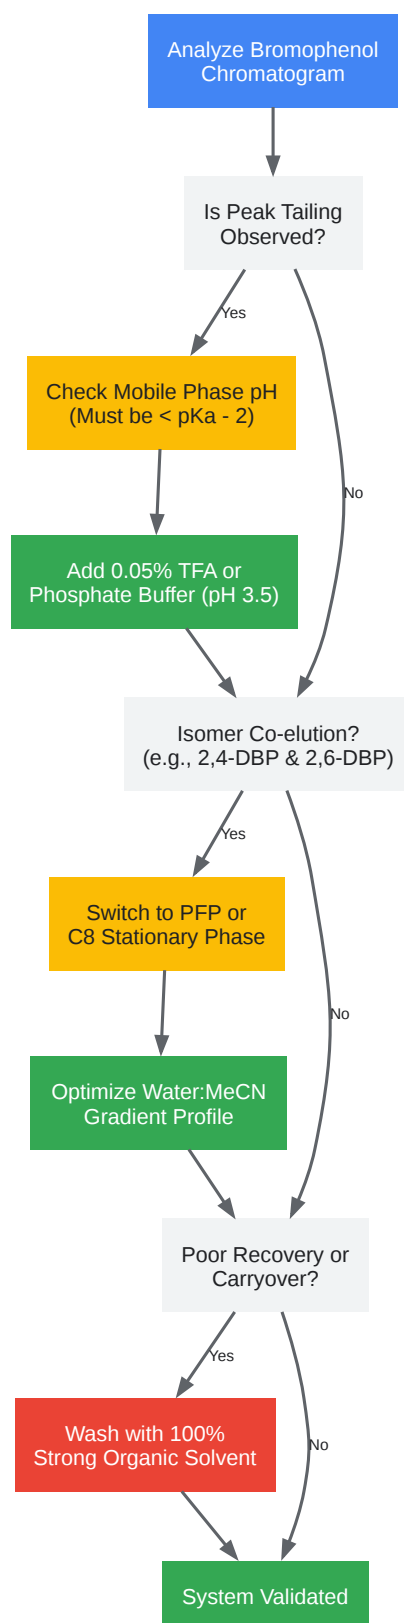 Analyze Bromophenol
Chromatogram
Is Peak Tailing
Observed?
Yes
Check Mobile Phase pH
(Must be < pKa - 2)
No
Add 0.05% TFA or
Phosphate Buffer (pH 3.5)
Isomer Co-elution?
(e.g., 2,4-DBP & 2,6-DBP)
Yes
Switch to PFP or
C8 Stationary Phase
No
Optimize Water:MeCN
Gradient Profile
Poor Recovery or
Carryover?
Yes
Wash with 100%
Strong Organic Solvent
No
System Validated